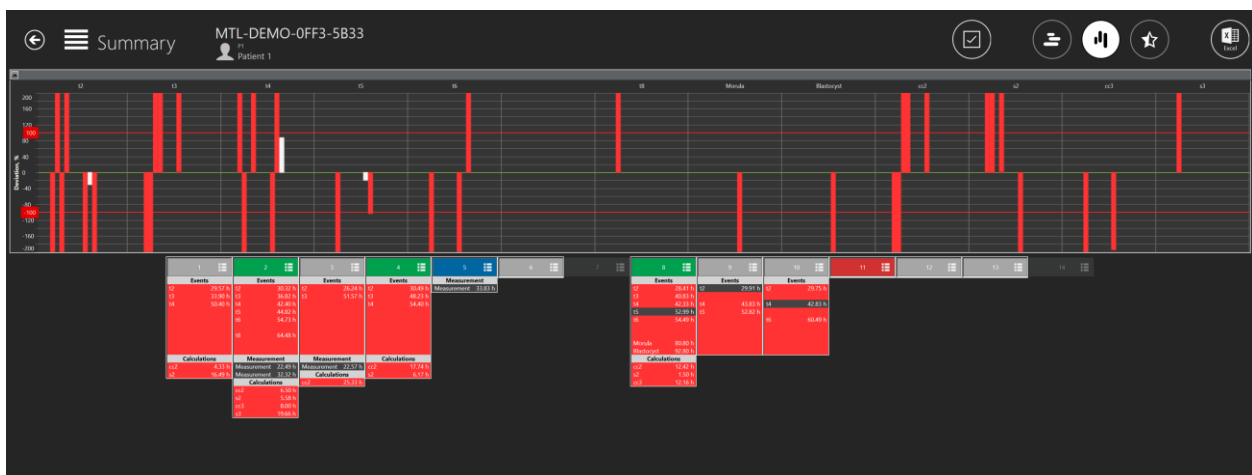 Summary
MTL-DEMO-0FF3-5B33
P1
Patient 1
Excel
t2 t3 t4 t5 t6 t8 Morula Blastocyst cc2 s2 cc3 s3
Deviation, %
200
160
120
100
80
40
0
-40
-80
-100
-120
-160
-200
1 2 3 4 5 6 7 8 9 10 11 12 13 14
Events
t2 29.57 h
t3 33.90 h
t4 50.40 h
Calculations
cc2 4.33 h
s2 16.49 h
Events
t2 30.32 h
t3 36.82 h
t4 42.40 h
t5 44.82 h
t6 54.73 h
t8 64.48 h
Measurement
Measurement 22.49 h
Measurement 32.32 h
Calculations
cc2 6.50 h
s2 5.58 h
cc3 8.00 h
s3 19.66 h
Events
t2 26.24 h
t3 51.57 h
Measurement
Measurement 22.57 h
Calculations
cc2 25.33 h
Events
t2 30.49 h
t3 48.23 h
t4 54.40 h
Calculations
cc2 17.74 h
s2 6.17 h
Measurement
Measurement 33.83 h
Events
t2 28.41 h
t3 40.83 h
t4 42.33 h
t5 52.99 h
t6 54.49 h
Morula 80.80 h
Blastocyst 92.80 h
Calculations
cc2 12.42 h
s2 1.50 h
cc3 12.16 h
Events
t2 29.91 h
t4 43.83 h
t5 52.82 h
Events
t2 29.75 h
t4 42.83 h
t6 60.49 h